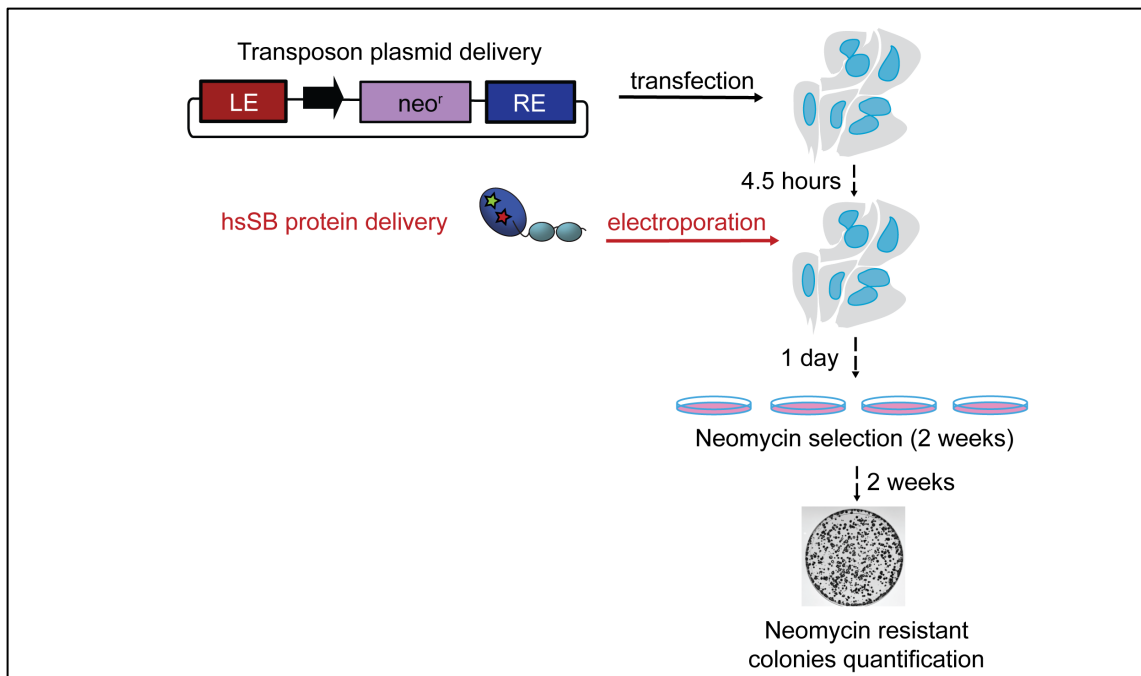 Transposon plasmid delivery
LE
neoʳ
RE
transfection
4.5 hours
hsSB protein delivery
electroporation
1 day
Neomycin selection (2 weeks)
2 weeks
Neomycin resistant
colonies quantification